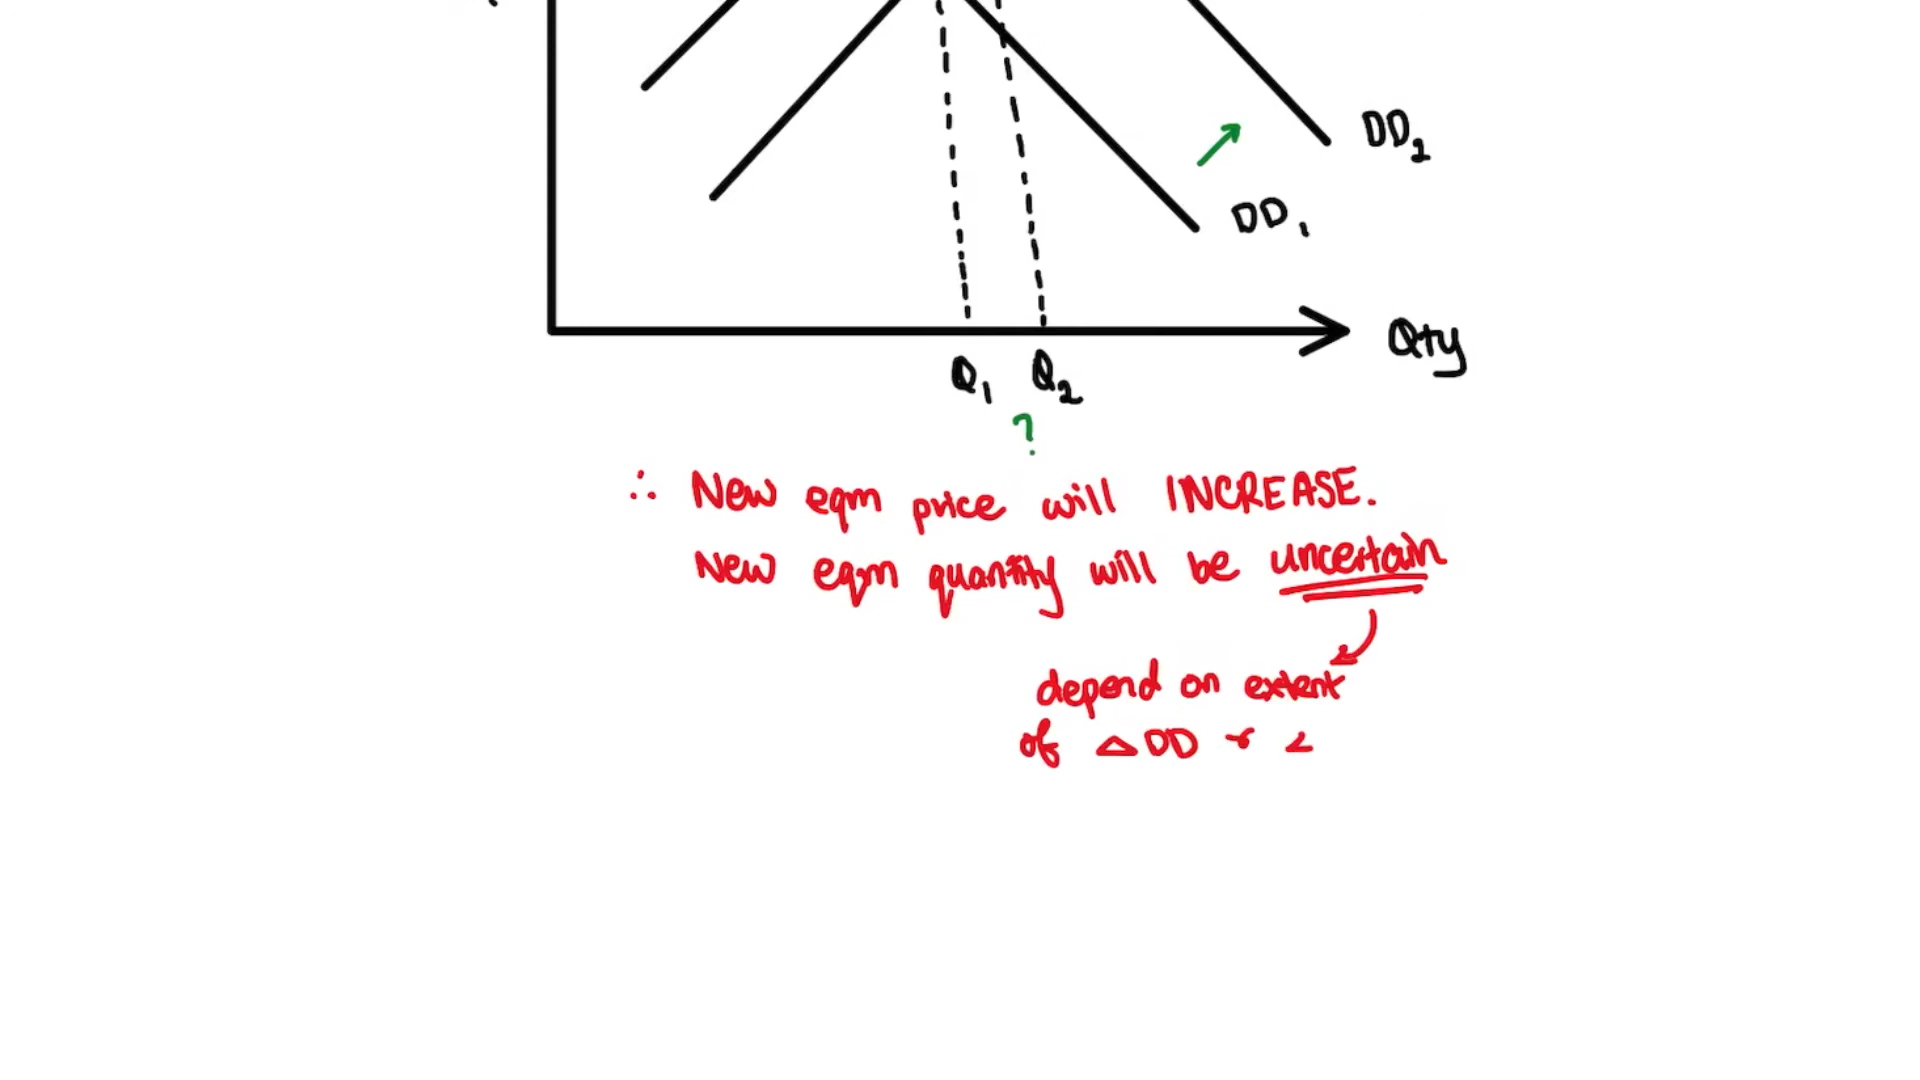 DD₂
DD₁
Qty
Q₁ Q₂
?
∴ New eqm price will INCREASE.
New eqm quantity will be uncertain
depend on extent
of △DD